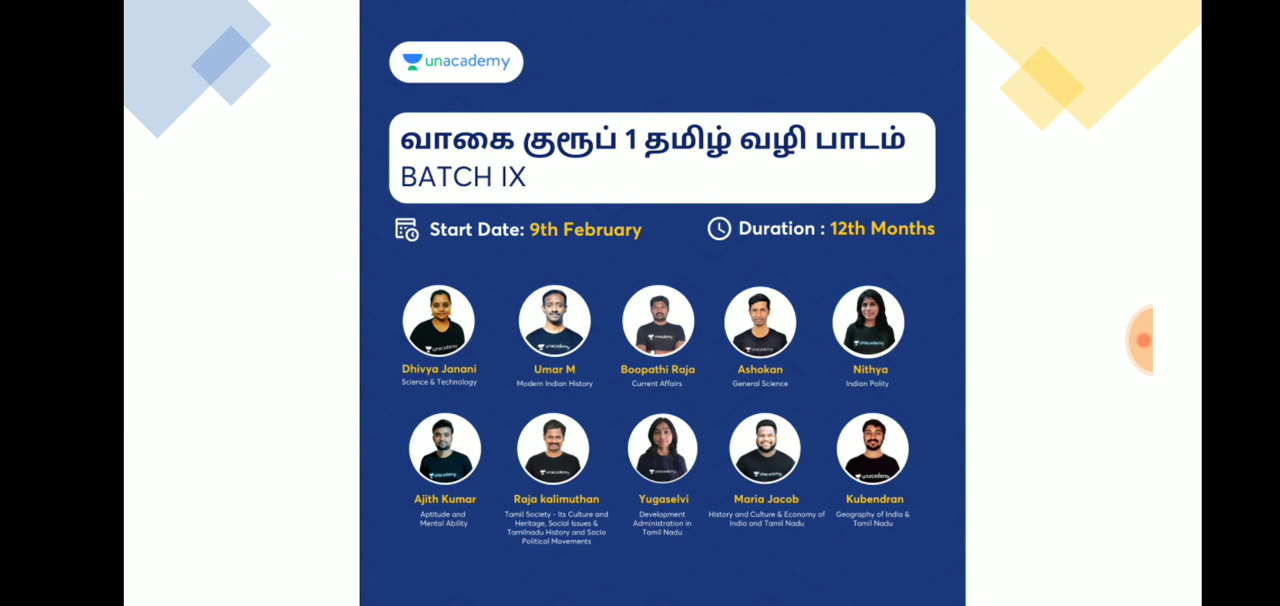 unacademy
வாகை குரூப் 1 தமிழ் வழி பாடம்
BATCH IX
Start Date: 9th February
Duration : 12th Months
Dhivya Janani
Science & Technology
Umar M
Modern Indian History
Boopathi Raja
Current Affairs
Ashokan
General Science
Nithya
Indian Polity
Ajith Kumar
Aptitude and
Mental Ability
Raja kalimuthan
Tamil Society - Its Culture and
Heritage, Social Issues &
Tamilnadu History and Socio
Political Movements
Yugaselvi
Development
Administration in
Tamil Nadu
Maria Jacob
History and Culture & Economy of
India and Tamil Nadu
Kubendran
Geography of India &
Tamil Nadu